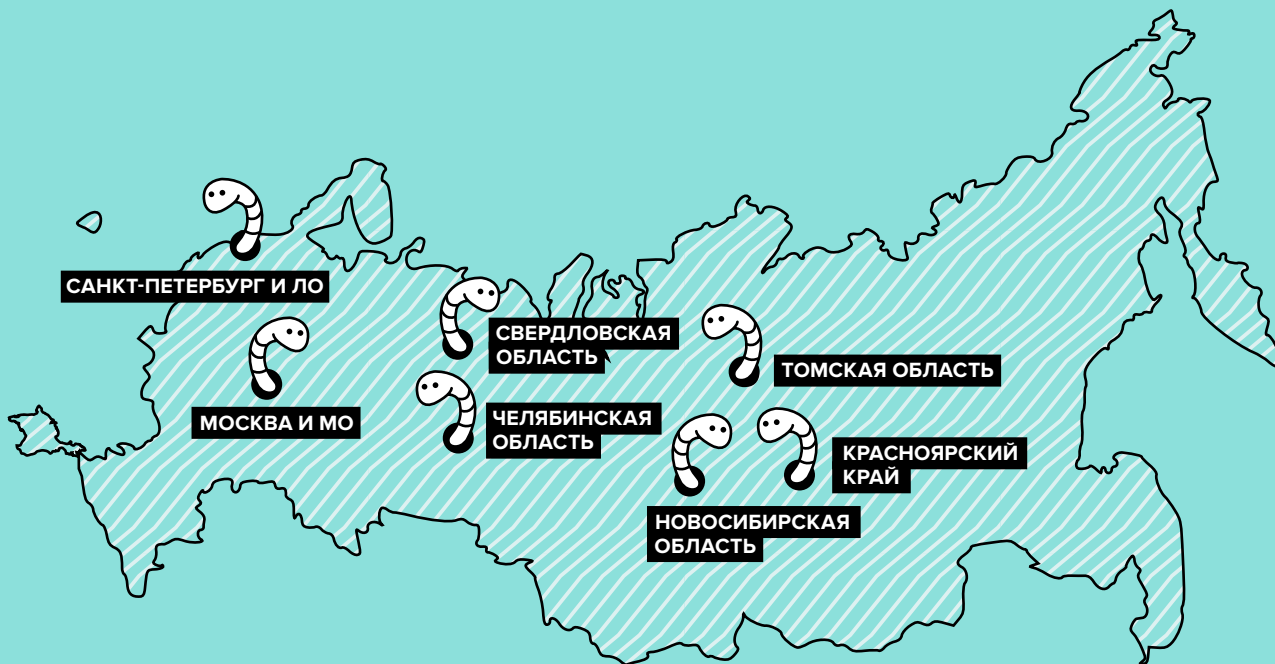 САНКТ-ПЕТЕРБУРГ И ЛО
СВЕРДЛОВСКАЯ
ОБЛАСТЬ
ТОМСКАЯ ОБЛАСТЬ
МОСКВА И МО
ЧЕЛЯБИНСКАЯ
ОБЛАСТЬ
КРАСНОЯРСКИЙ
КРАЙ
НОВОСИБИРСКАЯ
ОБЛАСТЬ